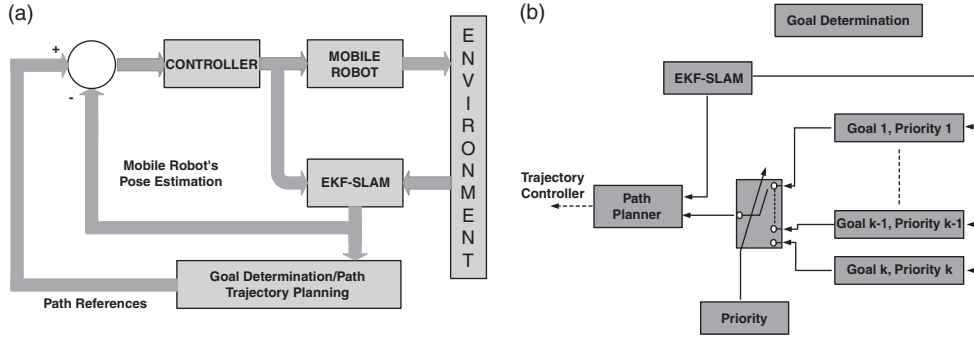 (a)
+
-
CONTROLLER
MOBILE
ROBOT
ENVIRONMENT
Mobile Robot's
Pose Estimation
EKF-SLAM
Goal Determination/Path
Trajectory Planning
Path References
(b)
Goal Determination
EKF-SLAM
Goal 1, Priority 1
Trajectory
Controller
Path
Planner
Goal k-1, Priority k-1
Goal k, Priority k
Priority